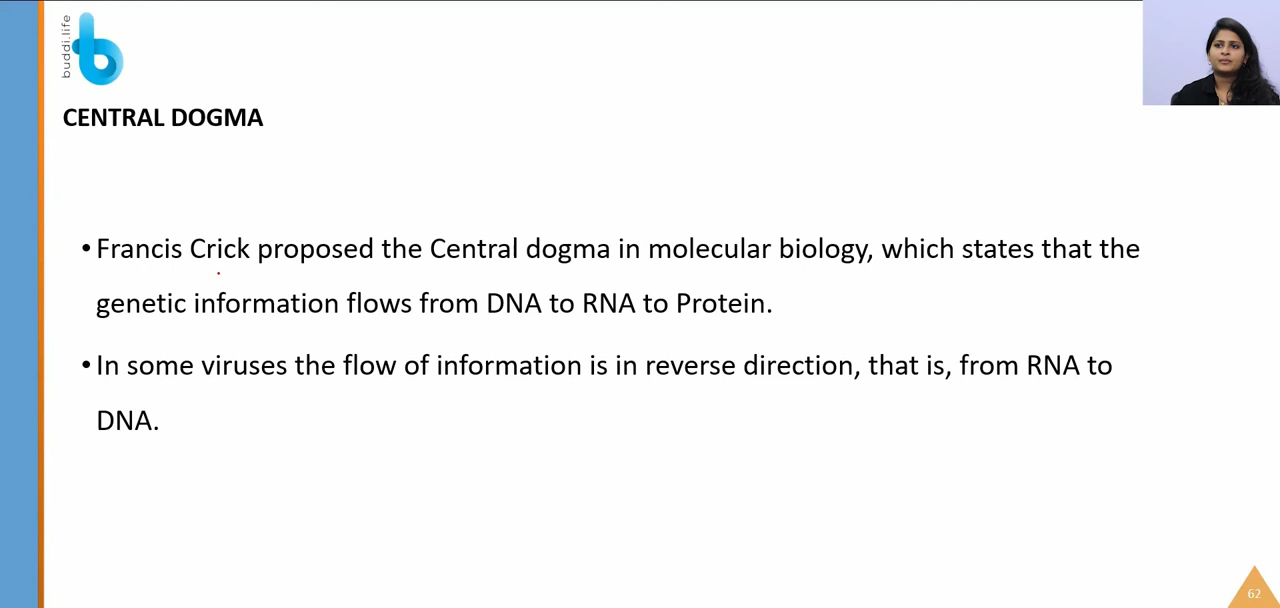 buddi.life
CENTRAL DOGMA
• Francis Crick proposed the Central dogma in molecular biology, which states that the
genetic information flows from DNA to RNA to Protein.
• In some viruses the flow of information is in reverse direction, that is, from RNA to
DNA.
62